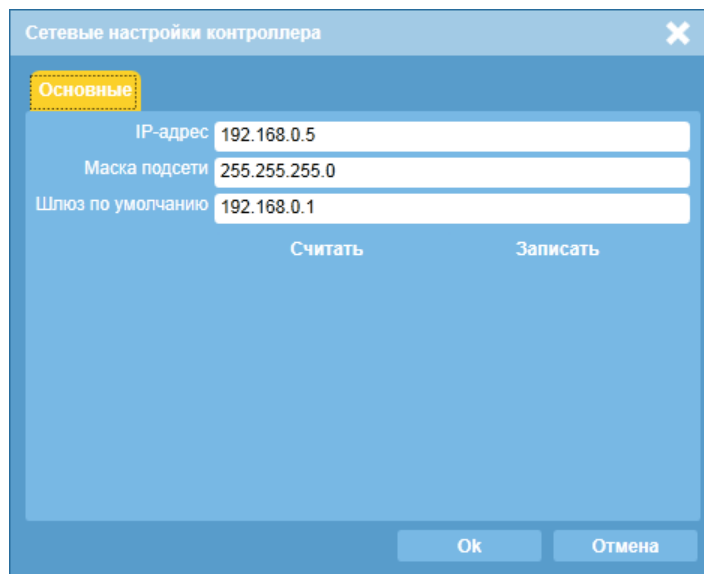 Сетевые настройки контроллера
Основные
IP-адрес 192.168.0.5
Маска подсети 255.255.255.0
Шлюз по умолчанию 192.168.0.1
Считать Записать
Ok Отмена